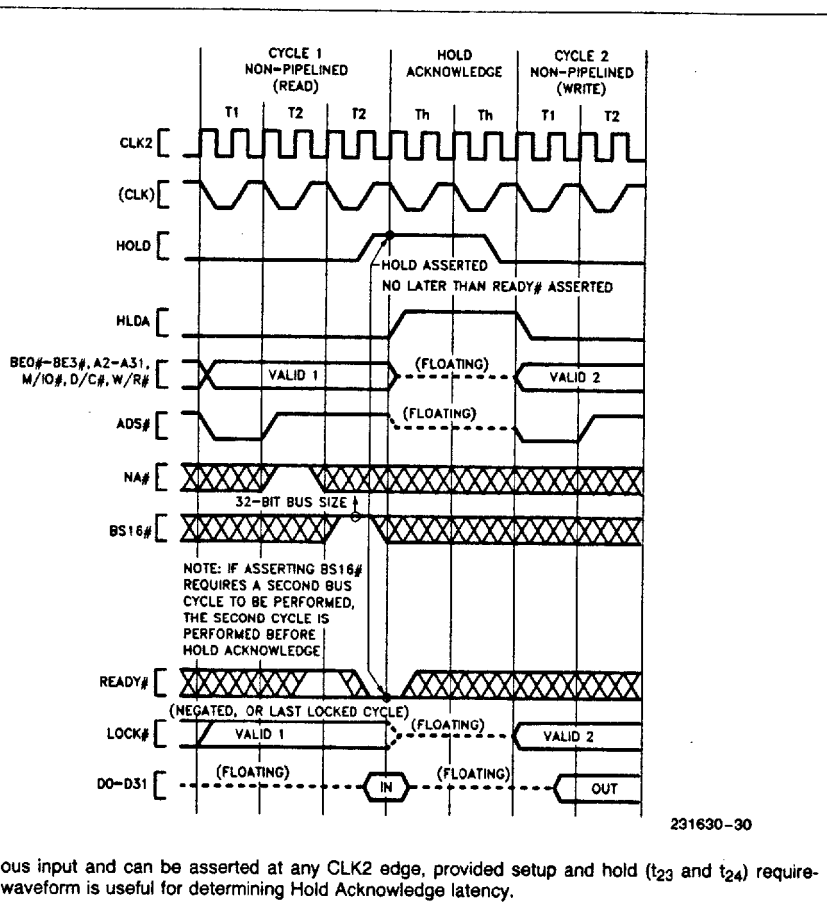 CYCLE 1 HOLD CYCLE 2
NON-PIPELINED ACKNOWLEDGE NON-PIPELINED
(READ) (WRITE)
T1 T2 T2 Th Th T1 T2
CLK2
(CLK)
HOLD
HOLD ASSERTED
NO LATER THAN READY# ASSERTED
HLDA
BE0#-BE3#, A2-A31,
M/IO#, D/C#, W/R#
VALID 1 (FLOATING) VALID 2
ADS# (FLOATING)
NA#
32-BIT BUS SIZE
BS16#
NOTE: IF ASSERTING BS16#
REQUIRES A SECOND BUS
CYCLE TO BE PERFORMED,
THE SECOND CYCLE IS
PERFORMED BEFORE
HOLD ACKNOWLEDGE
READY#
(NEGATED, OR LAST LOCKED CYCLE)
LOCK# VALID 1 (FLOATING) VALID 2
D0-D31 (FLOATING) IN (FLOATING) OUT
231630-30
ous input and can be asserted at any CLK2 edge, provided setup and hold (t23 and t24) require-
waveform is useful for determining Hold Acknowledge latency.